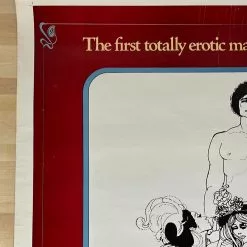 The first totally erotic ma